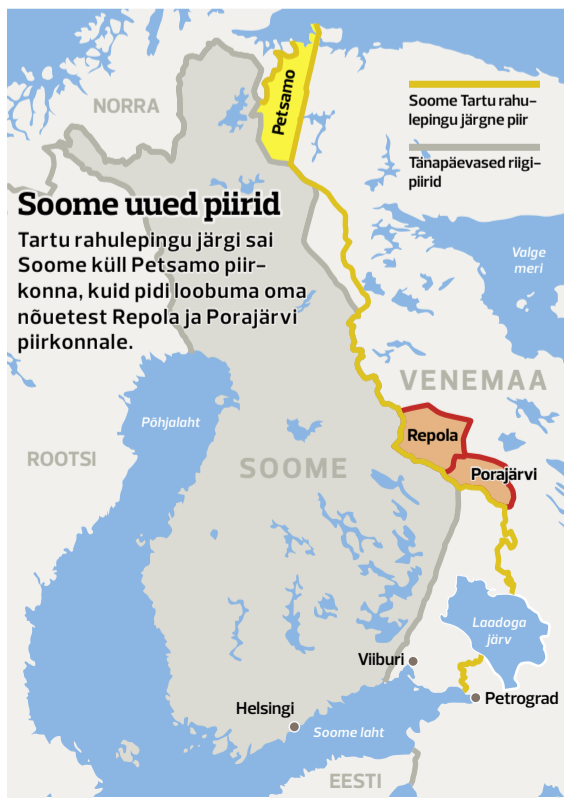 Petsamo
NORRA
Soome Tartu rahu-
lepingu järgne piir
Tänapäevased riigi-
piirid
Soome uued piirid
Tartu rahulepingu järgi sai
Soome küll Petsamo piir-
konna, kuid pidi loobuma oma
nõuetest Repola ja Porajärvi
piirkonnale.
Valge
meri
VENEMAA
Põhjalaht
Repola
ROOTSI
SOOME
Porajärvi
Laadoga
järv
Viiburi
Petrograd
Helsingi
Soome laht
EESTI